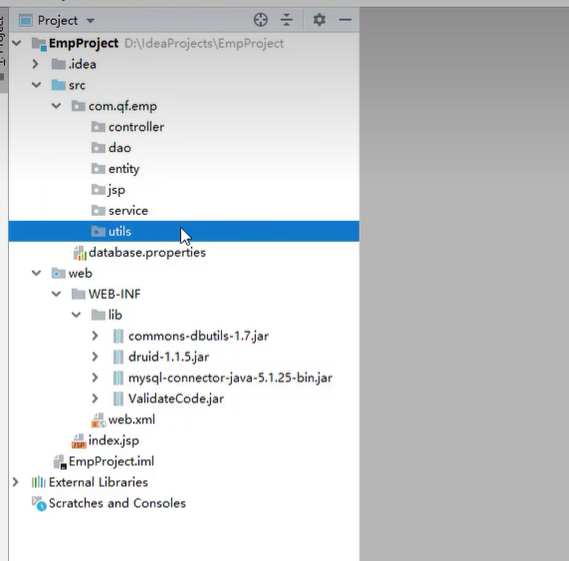 Project
EmpProject D:\IdeaProjects\EmpProject
.idea
src
com.qf.emp
controller
dao
entity
jsp
service
utils
database.properties
web
WEB-INF
lib
commons-dbutils-1.7.jar
druid-1.1.5.jar
mysql-connector-java-5.1.25-bin.jar
ValidateCode.jar
web.xml
index.jsp
EmpProject.iml
External Libraries
Scratches and Consoles